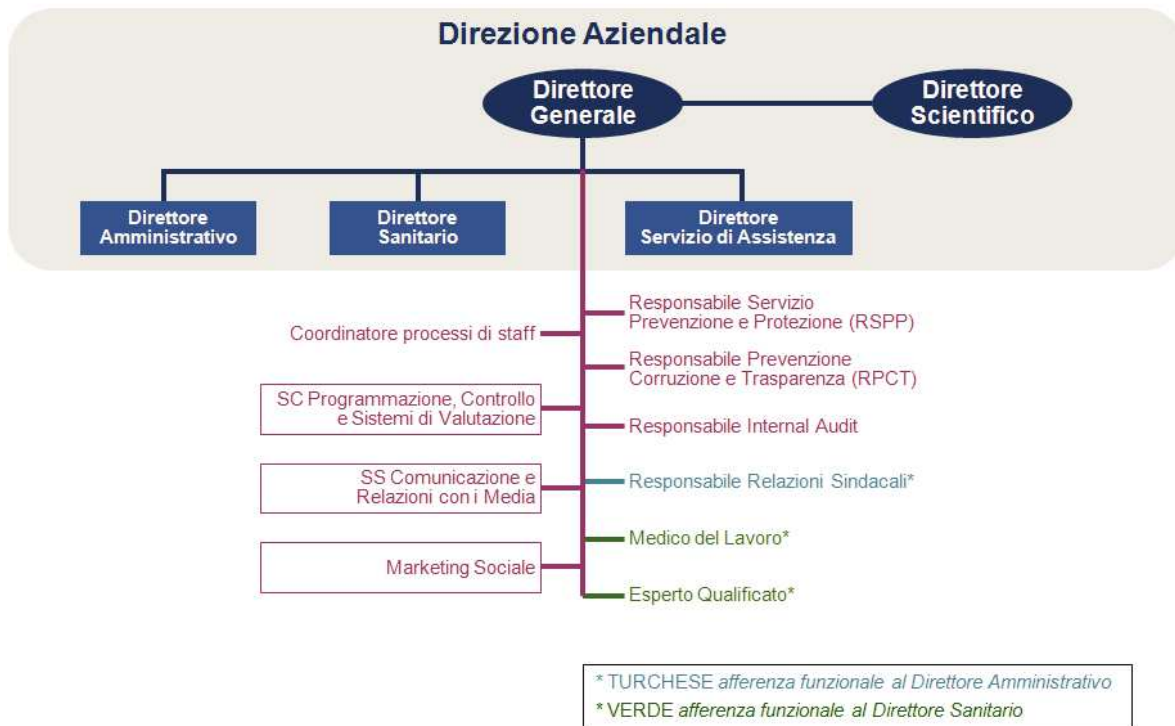 Direzione Aziendale
Direttore
Generale
Direttore
Scientifico
Direttore
Amministrativo
Direttore
Sanitario
Direttore
Servizio di Assistenza
Coordinatore processi di staff
SC Programmazione, Controllo
e Sistemi di Valutazione
SS Comunicazione e
Relazioni con i Media
Marketing Sociale
Responsabile Servizio
Prevenzione e Protezione (RSPP)
Responsabile Prevenzione
Corruzione e Trasparenza (RPCT)
Responsabile Internal Audit
Responsabile Relazioni Sindacali*
Medico del Lavoro*
Esperto Qualificato*
* TURCHESE afferenza funzionale al Direttore Amministrativo
* VERDE afferenza funzionale al Direttore Sanitario